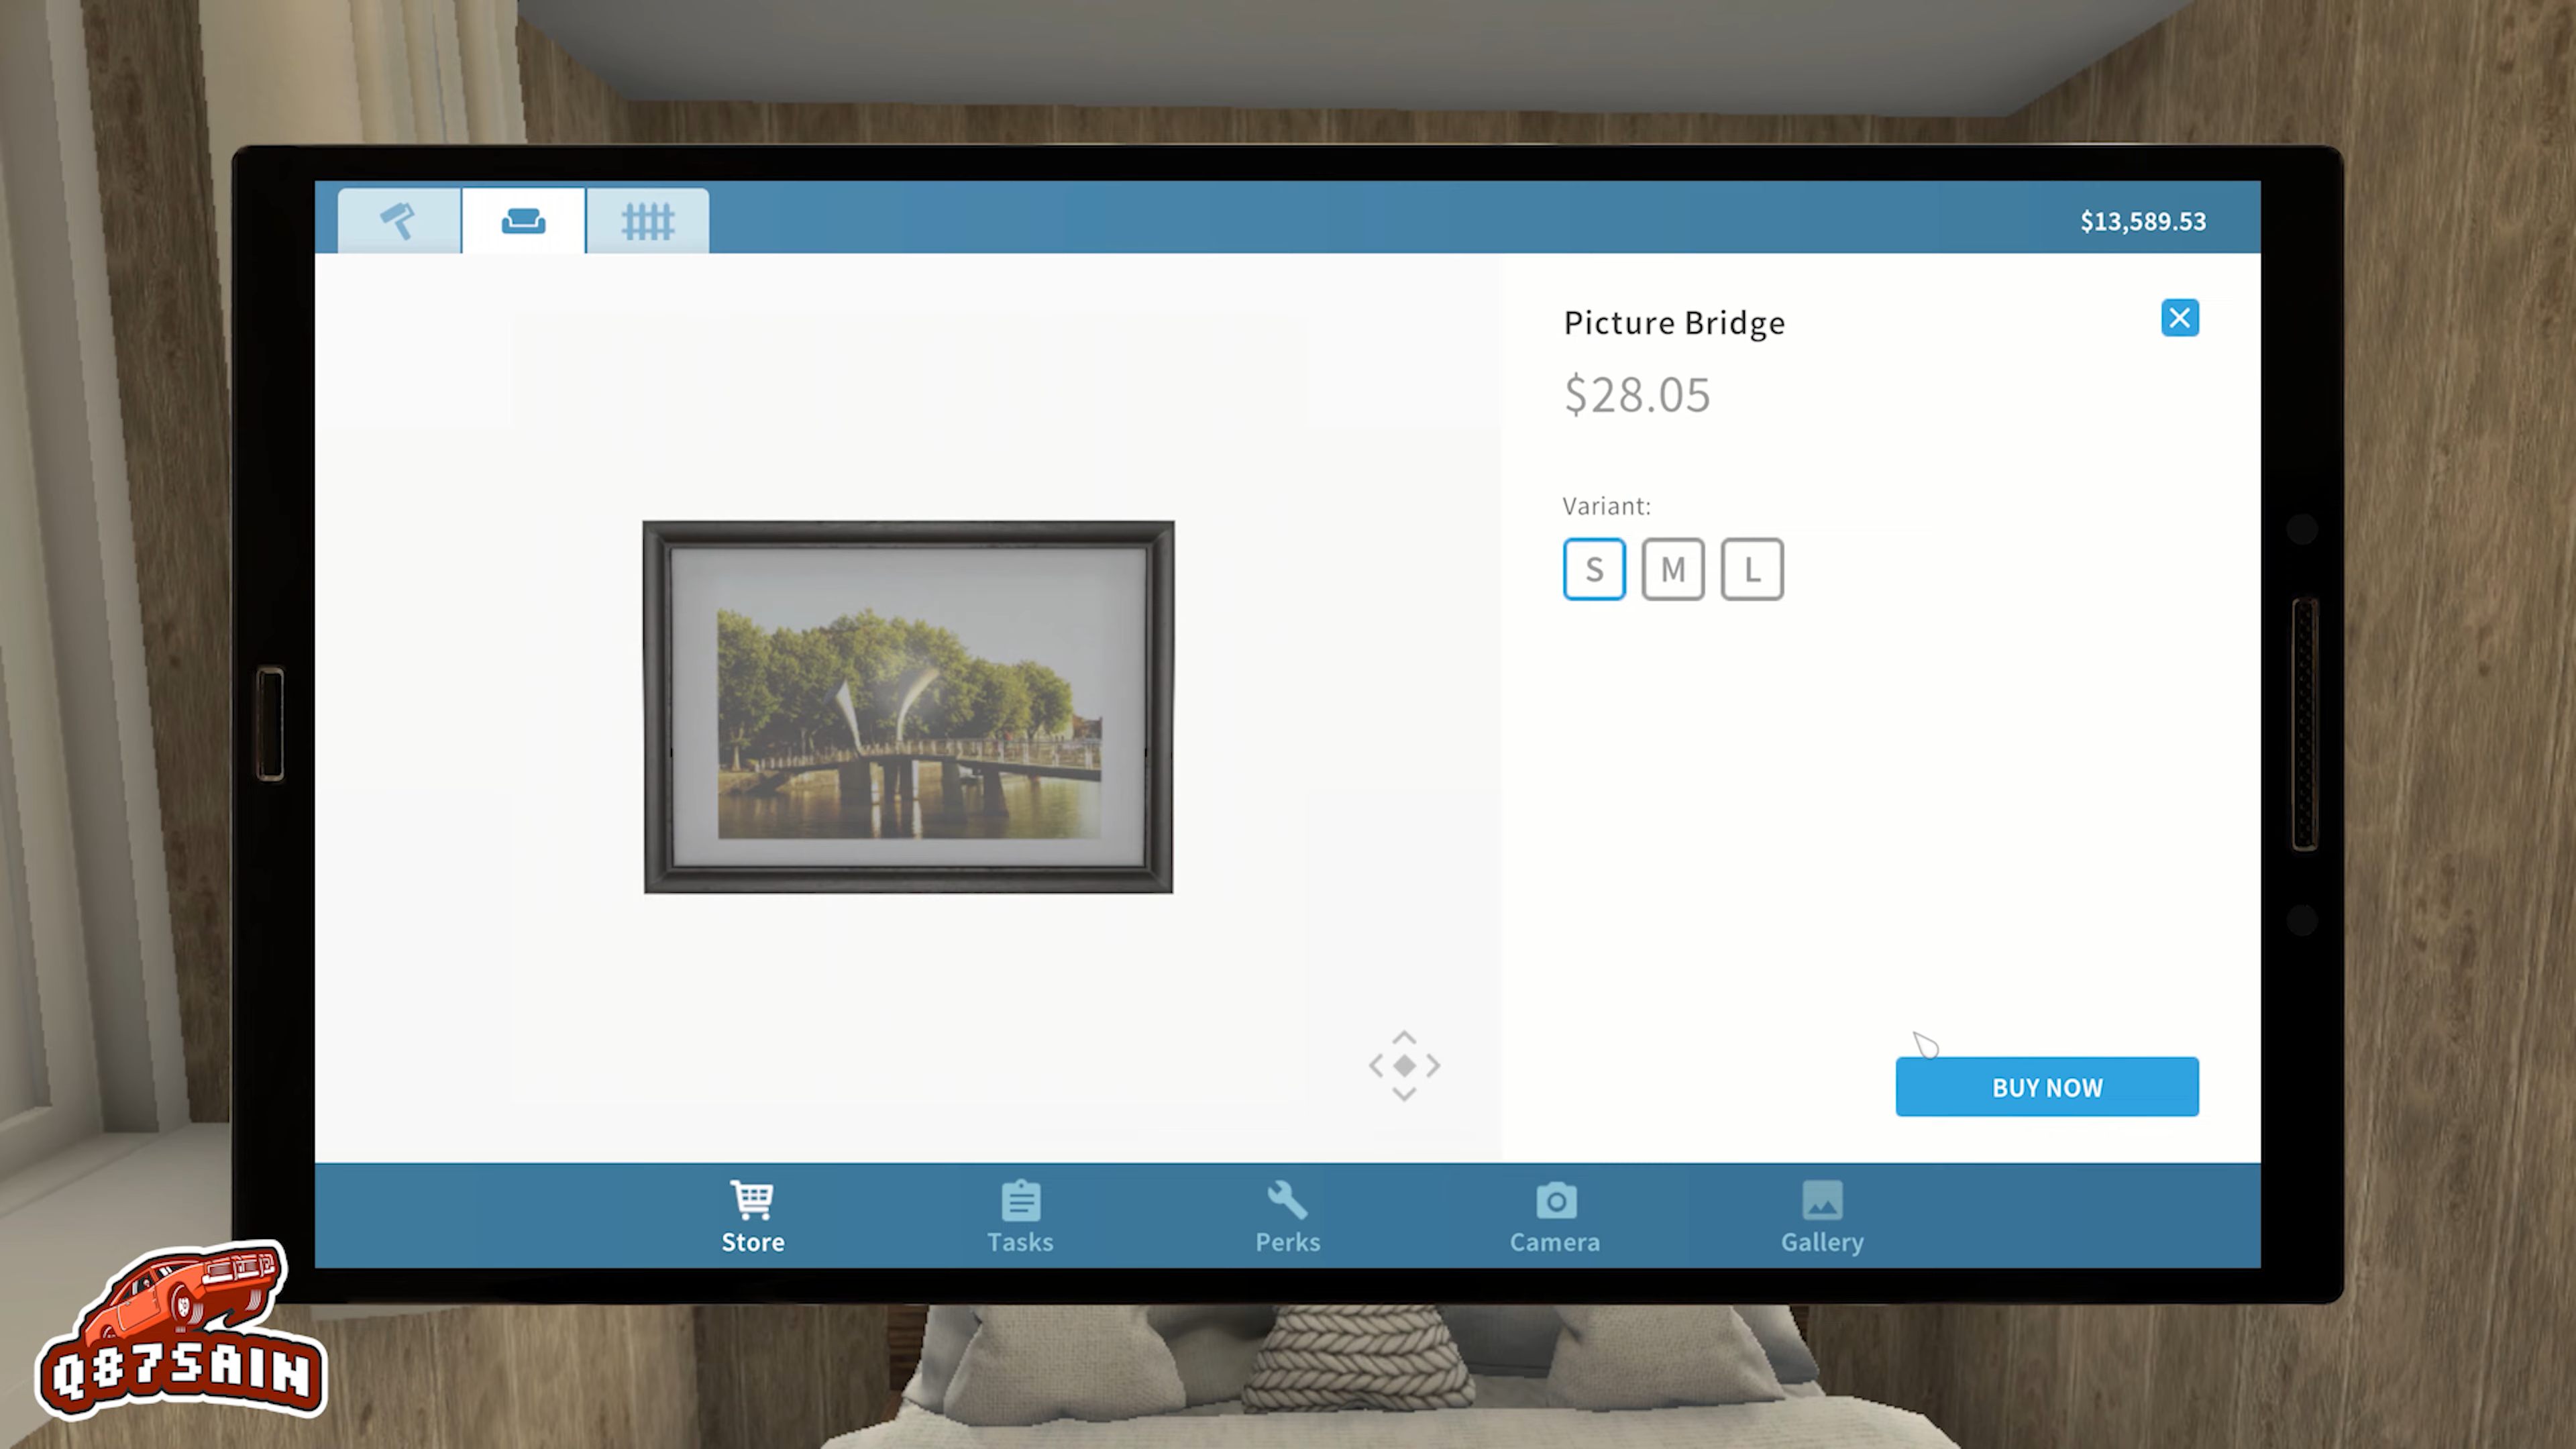 $13,589.53
Picture Bridge
$28.05
Variant:
S M L
BUY NOW
Store Tasks Perks Camera Gallery
Q87SAIN